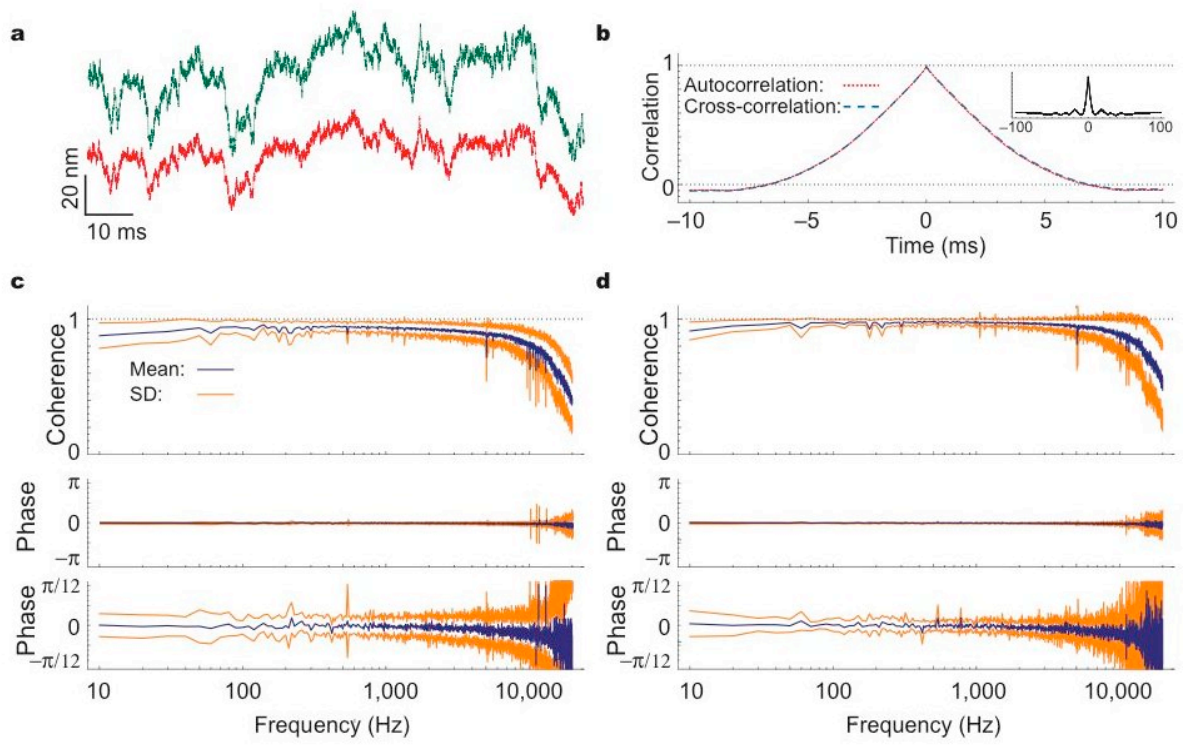 a
20 nm
10 ms
b
Correlation
1
0
Autocorrelation:
Cross-correlation:
−100 0 100
−10 −5 0 5 10
Time (ms)
c
Coherence
1
0
Mean:
SD:
Phase
π
0
−π
Phase
π/12
0
−π/12
10 100 1,000 10,000
Frequency (Hz)
d
Coherence
1
0
Phase
π
0
−π
Phase
π/12
0
−π/12
10 100 1,000 10,000
Frequency (Hz)